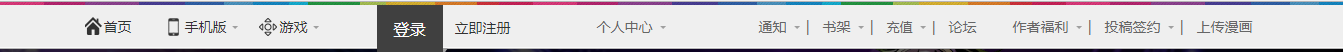 首页 手机版 游戏 登录 立即注册 个人中心 通知 | 书架 | 充值 | 论坛 作者福利 | 投稿签约 | 上传漫画